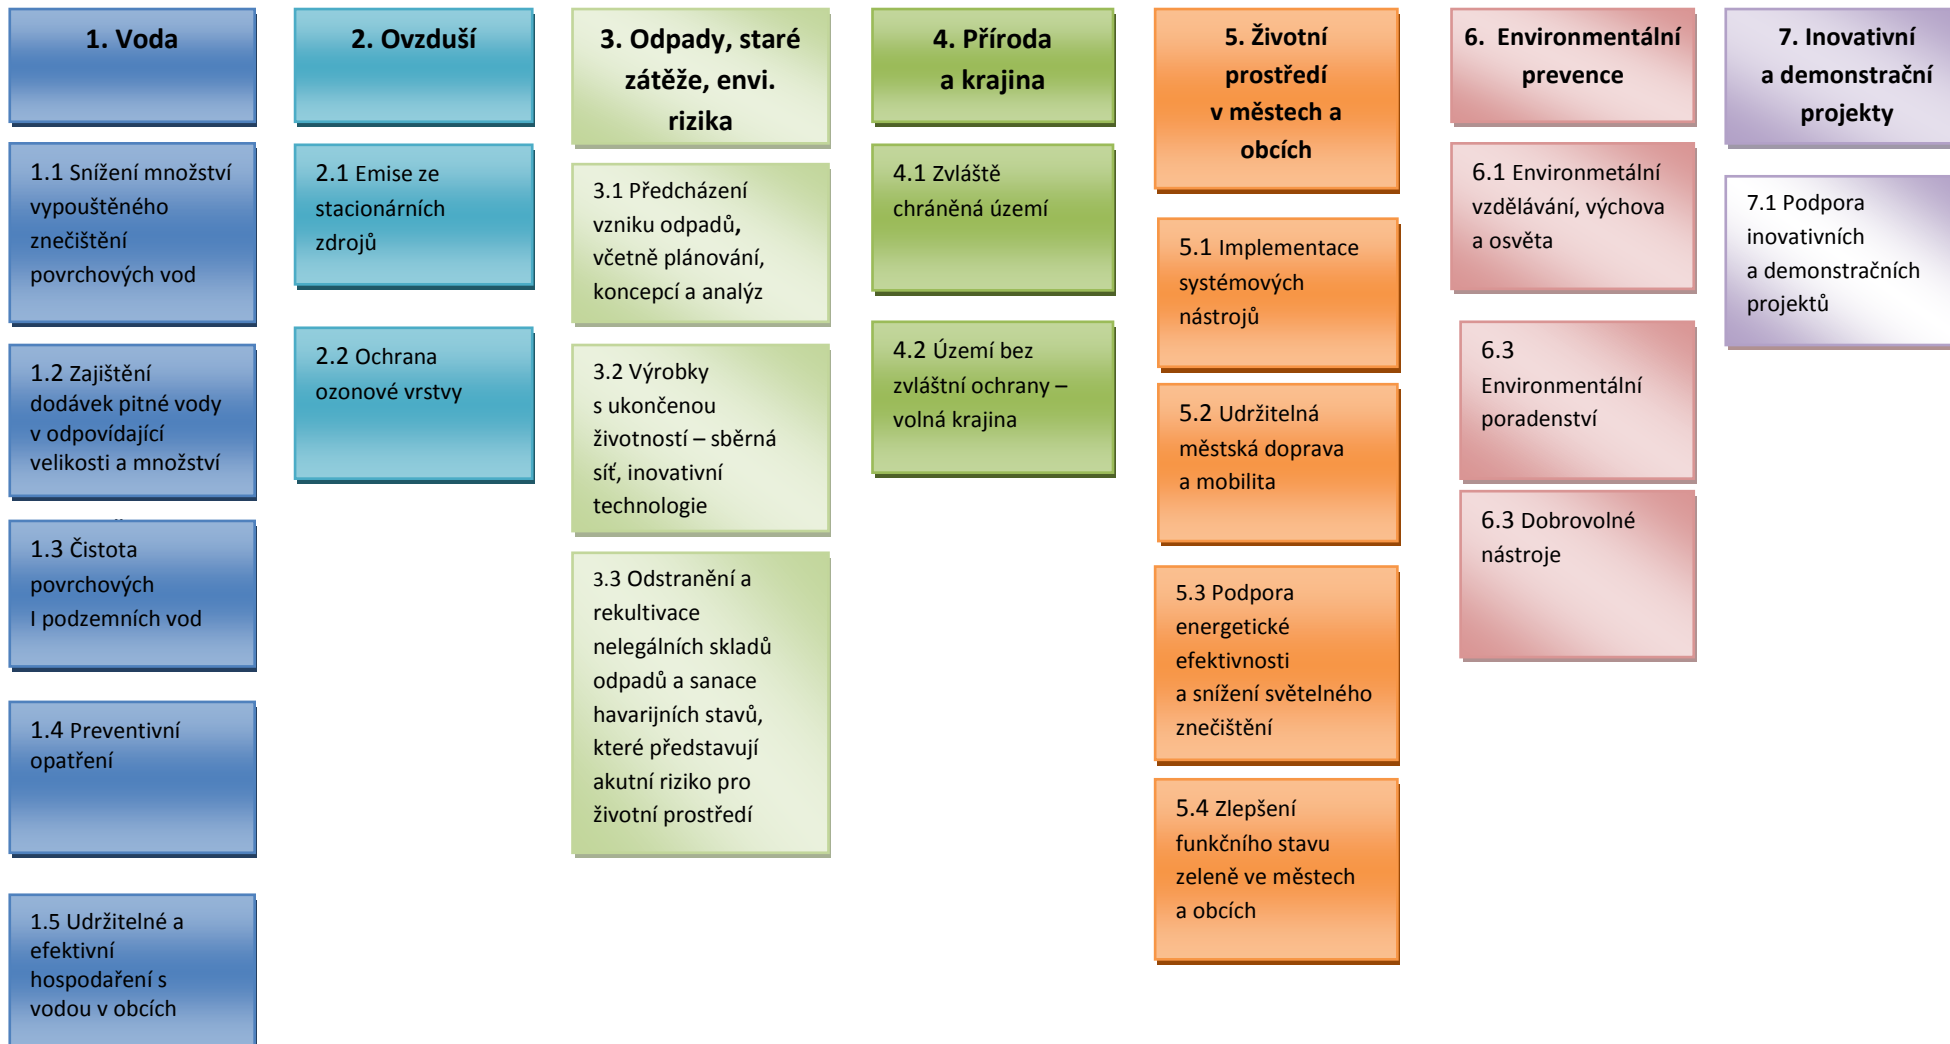 1. Voda
1.1 Snížení množství
vypouštěného
znečištění
povrchových vod
1.2 Zajištění
dodávek pitné vody
v odpovídající
velikosti a množství
1.3 Čistota
povrchových
I podzemních vod
1.4 Preventivní
opatření
1.5 Udržitelné a
efektivní
hospodaření s
vodou v obcích
2. Ovzduší
2.1 Emise ze
stacionárních
zdrojů
2.2 Ochrana
ozonové vrstvy
3. Odpady, staré
zátěže, envi.
rizika
3.1 Předcházení
vzniku odpadů,
včetně plánování,
koncepcí a analýz
3.2 Výrobky
s ukončenou
životností – sběrná
síť, inovativní
technologie
3.3 Odstranění a
rekultivace
nelegálních skladů
odpadů a sanace
havarijních stavů,
které představují
akutní riziko pro
životní prostředí
4. Příroda
a krajina
4.1 Zvláště
chráněná území
4.2 Území bez
zvláštní ochrany –
volná krajina
5. Životní
prostředí
v městech a
obcích
5.1 Implementace
systémových
nástrojů
5.2 Udržitelná
městská doprava
a mobilita
5.3 Podpora
energetické
efektivnosti
a snížení světelného
znečištění
5.4 Zlepšení
funkčního stavu
zeleně ve městech
a obcích
6. Environmentální
prevence
6.1 Environmetální
vzdělávání, výchova
a osvěta
6.3
Environmentální
poradenství
6.3 Dobrovolné
nástroje
7. Inovativní
a demonstrační
projekty
7.1 Podpora
inovativních
a demonstračních
projektů